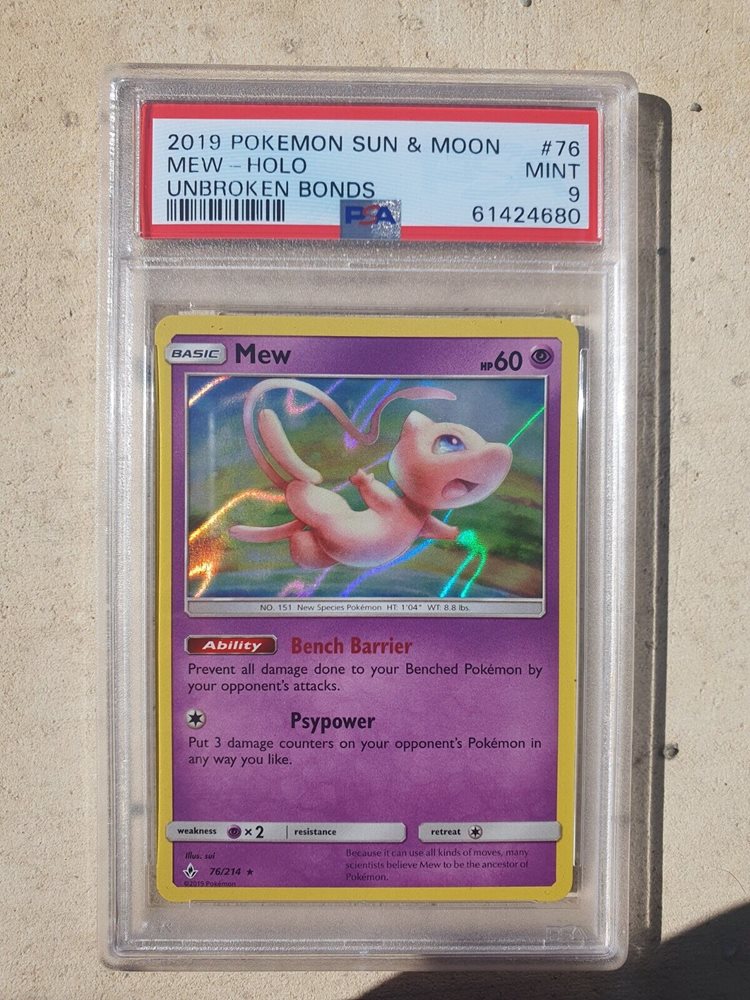 2019 POKEMON SUN & MOON #76
MEW - HOLO MINT
UNBROKEN BONDS 9
PSA 61424680
BASIC Mew HP60
NO. 151 New Species Pokémon HT: 1'04" WT: 8.8 lbs.
Ability Bench Barrier
Prevent all damage done to your Benched Pokémon by
your opponent's attacks.
Psypower
Put 3 damage counters on your opponent's Pokémon in
any way you like.
weakness ×2 resistance retreat
Illus. sui
76/214
©2019 Pokémon
Because it can use all kinds of moves, many
scientists believe Mew to be the ancestor of
Pokémon.
PSA